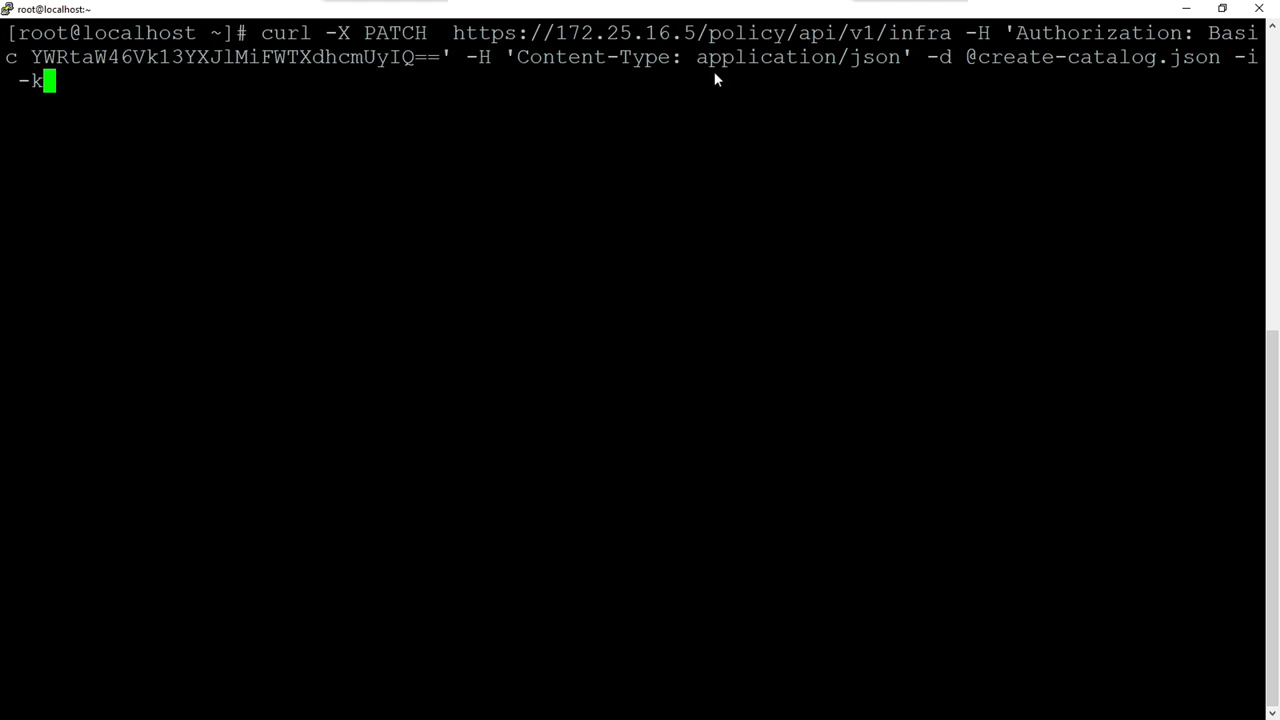 root@localhost:~
[root@localhost ~]# curl -X PATCH  https://172.25.16.5/policy/api/v1/infra -H 'Authorization: Basi
c YWRtaW46Vk13YXJlMiFWTXdhcmUyIQ==' -H 'Content-Type: application/json' -d @create-catalog.json -i
 -k